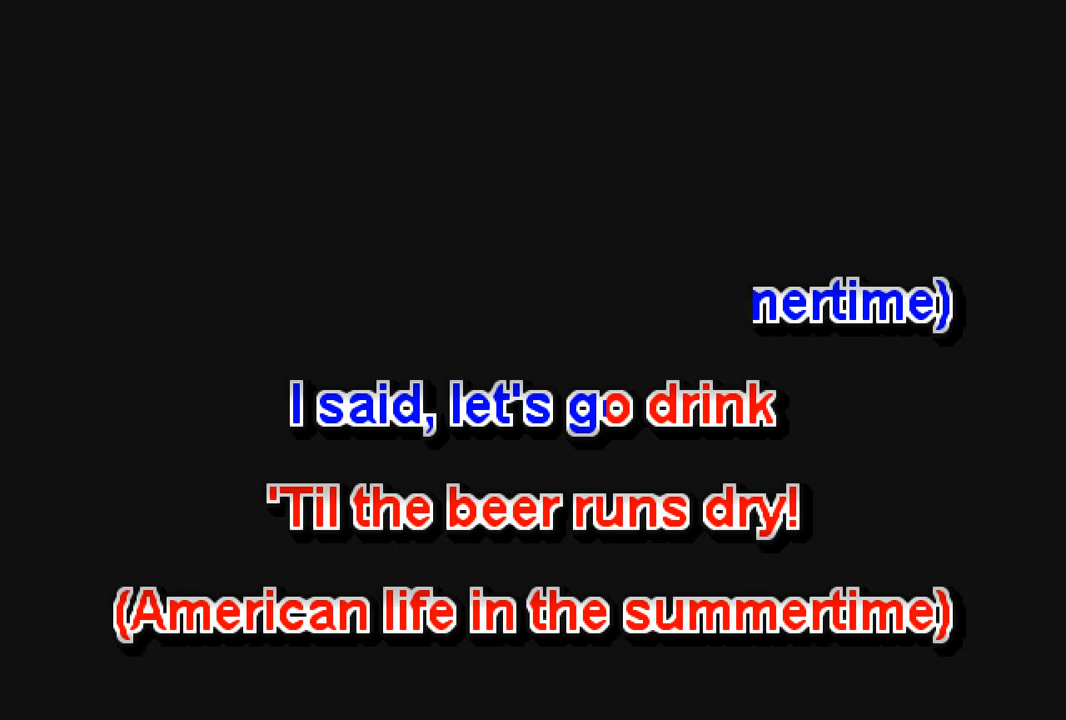 nertime)
I said, let's go drink
'Til the beer runs dry!
(American life in the summertime)